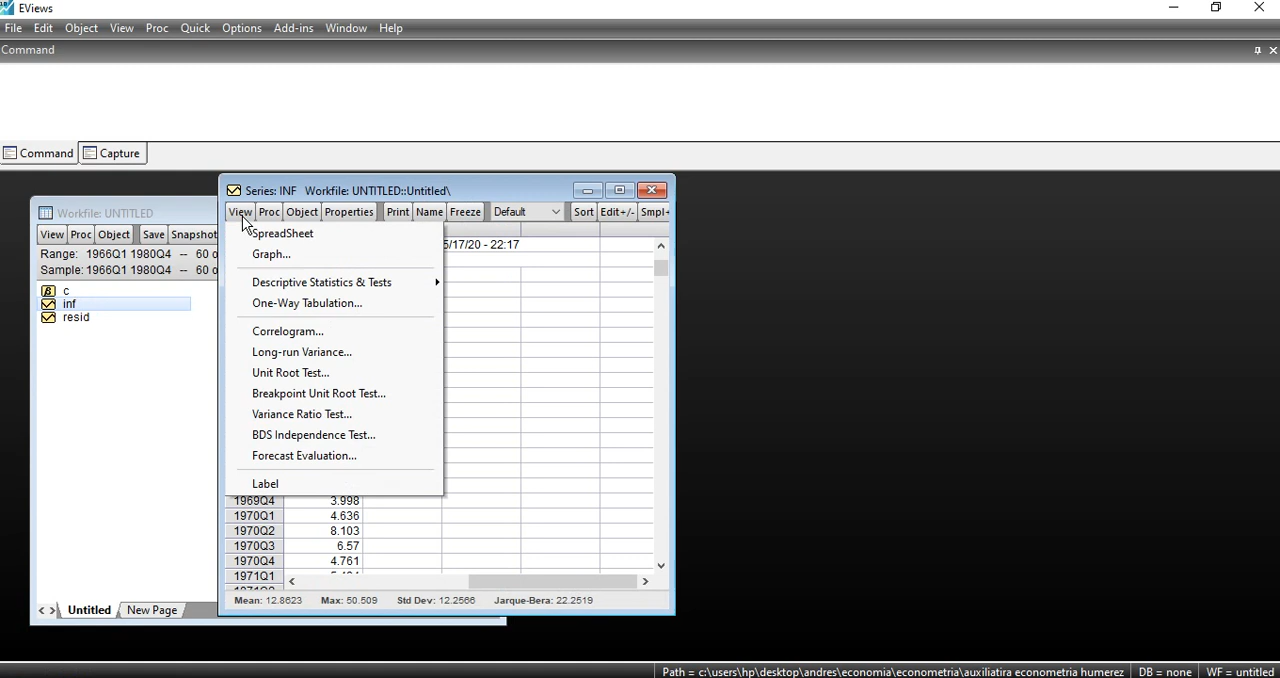 EViews
File Edit Object View Proc Quick Options Add-ins Window Help
Command
Command Capture
Workfile: UNTITLED
View Proc Object Save Snapshot
Range: 1966Q1 1980Q4 -- 60 o
Sample: 1966Q1 1980Q4 -- 60 o
c
inf
resid
Untitled New Page
Series: INF Workfile: UNTITLED::Untitled\
View Proc Object Properties Print Name Freeze Default Sort Edit+/- Smpl+
SpreadSheet
Graph...
Descriptive Statistics & Tests
One-Way Tabulation...
Correlogram...
Long-run Variance...
Unit Root Test...
Breakpoint Unit Root Test...
Variance Ratio Test...
BDS Independence Test...
Forecast Evaluation...
Label
5/17/20 - 22:17
1969Q4 3.998
1970Q1 4.636
1970Q2 8.103
1970Q3 6.57
1970Q4 4.761
1971Q1
Mean: 12.8623 Max: 50.509 Std Dev: 12.2566 Jarque-Bera: 22.2519
Path = c:\users\hp\desktop\andres\economia\econometria\auxiliatira econometria humerez DB = none WF = untitled